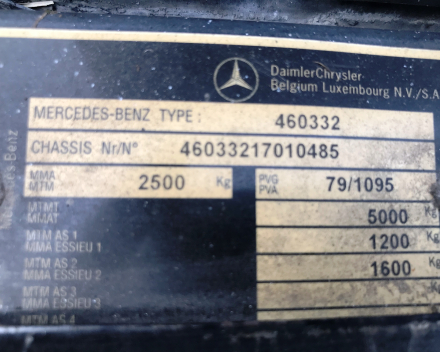 DaimlerChrysler
Belgium Luxembourg N.V./S.A
MERCEDES-BENZ TYPE : 460332
CHASSIS Nr/N° 46033217010485
MMA MTM 2500 Kg PVG PVA 79/1095
MTMT MMAT 5000 Kg
MTM AS 1 MMA ESSIEU 1 1200 Kg
MTM AS 2 MMA ESSIEU 2 1600 Kg
MTM AS 3 MMA ESSIEU 3
MTM AS 4